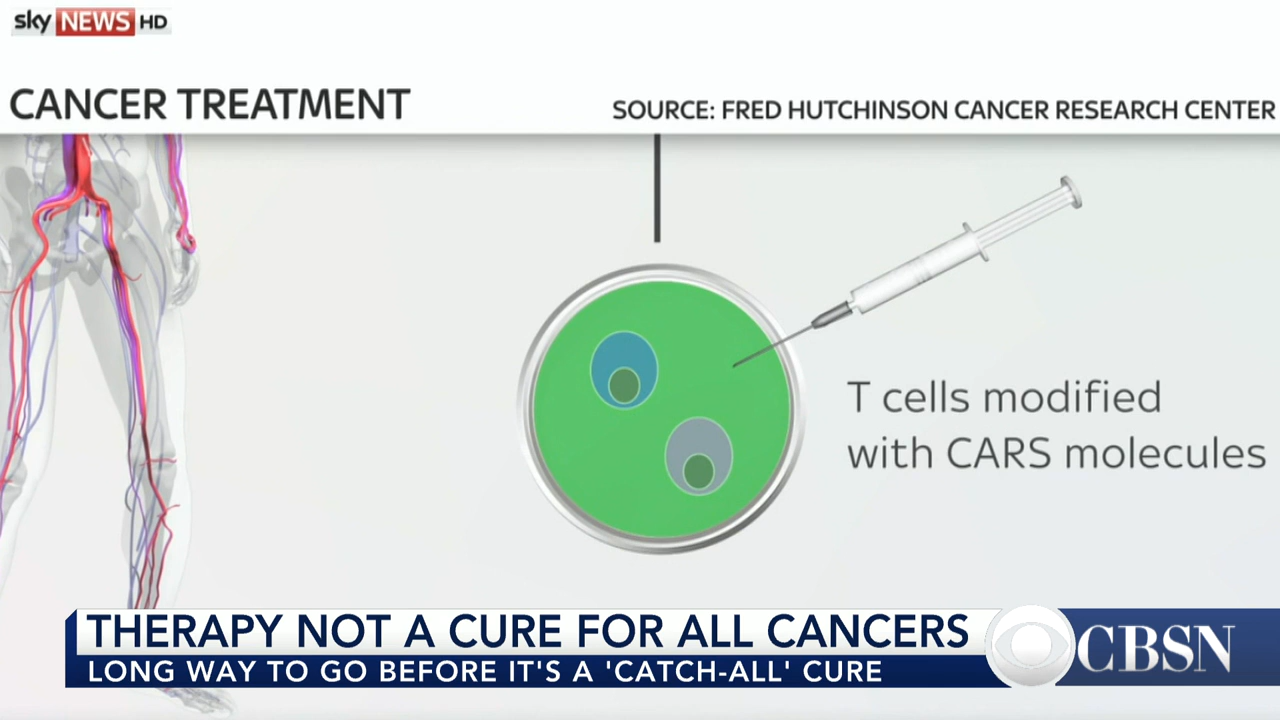 sky NEWS HD
CANCER TREATMENT
SOURCE: FRED HUTCHINSON CANCER RESEARCH CENTER
T cells modified
with CARS molecules
THERAPY NOT A CURE FOR ALL CANCERS
LONG WAY TO GO BEFORE IT'S A 'CATCH-ALL' CURE
CBSN